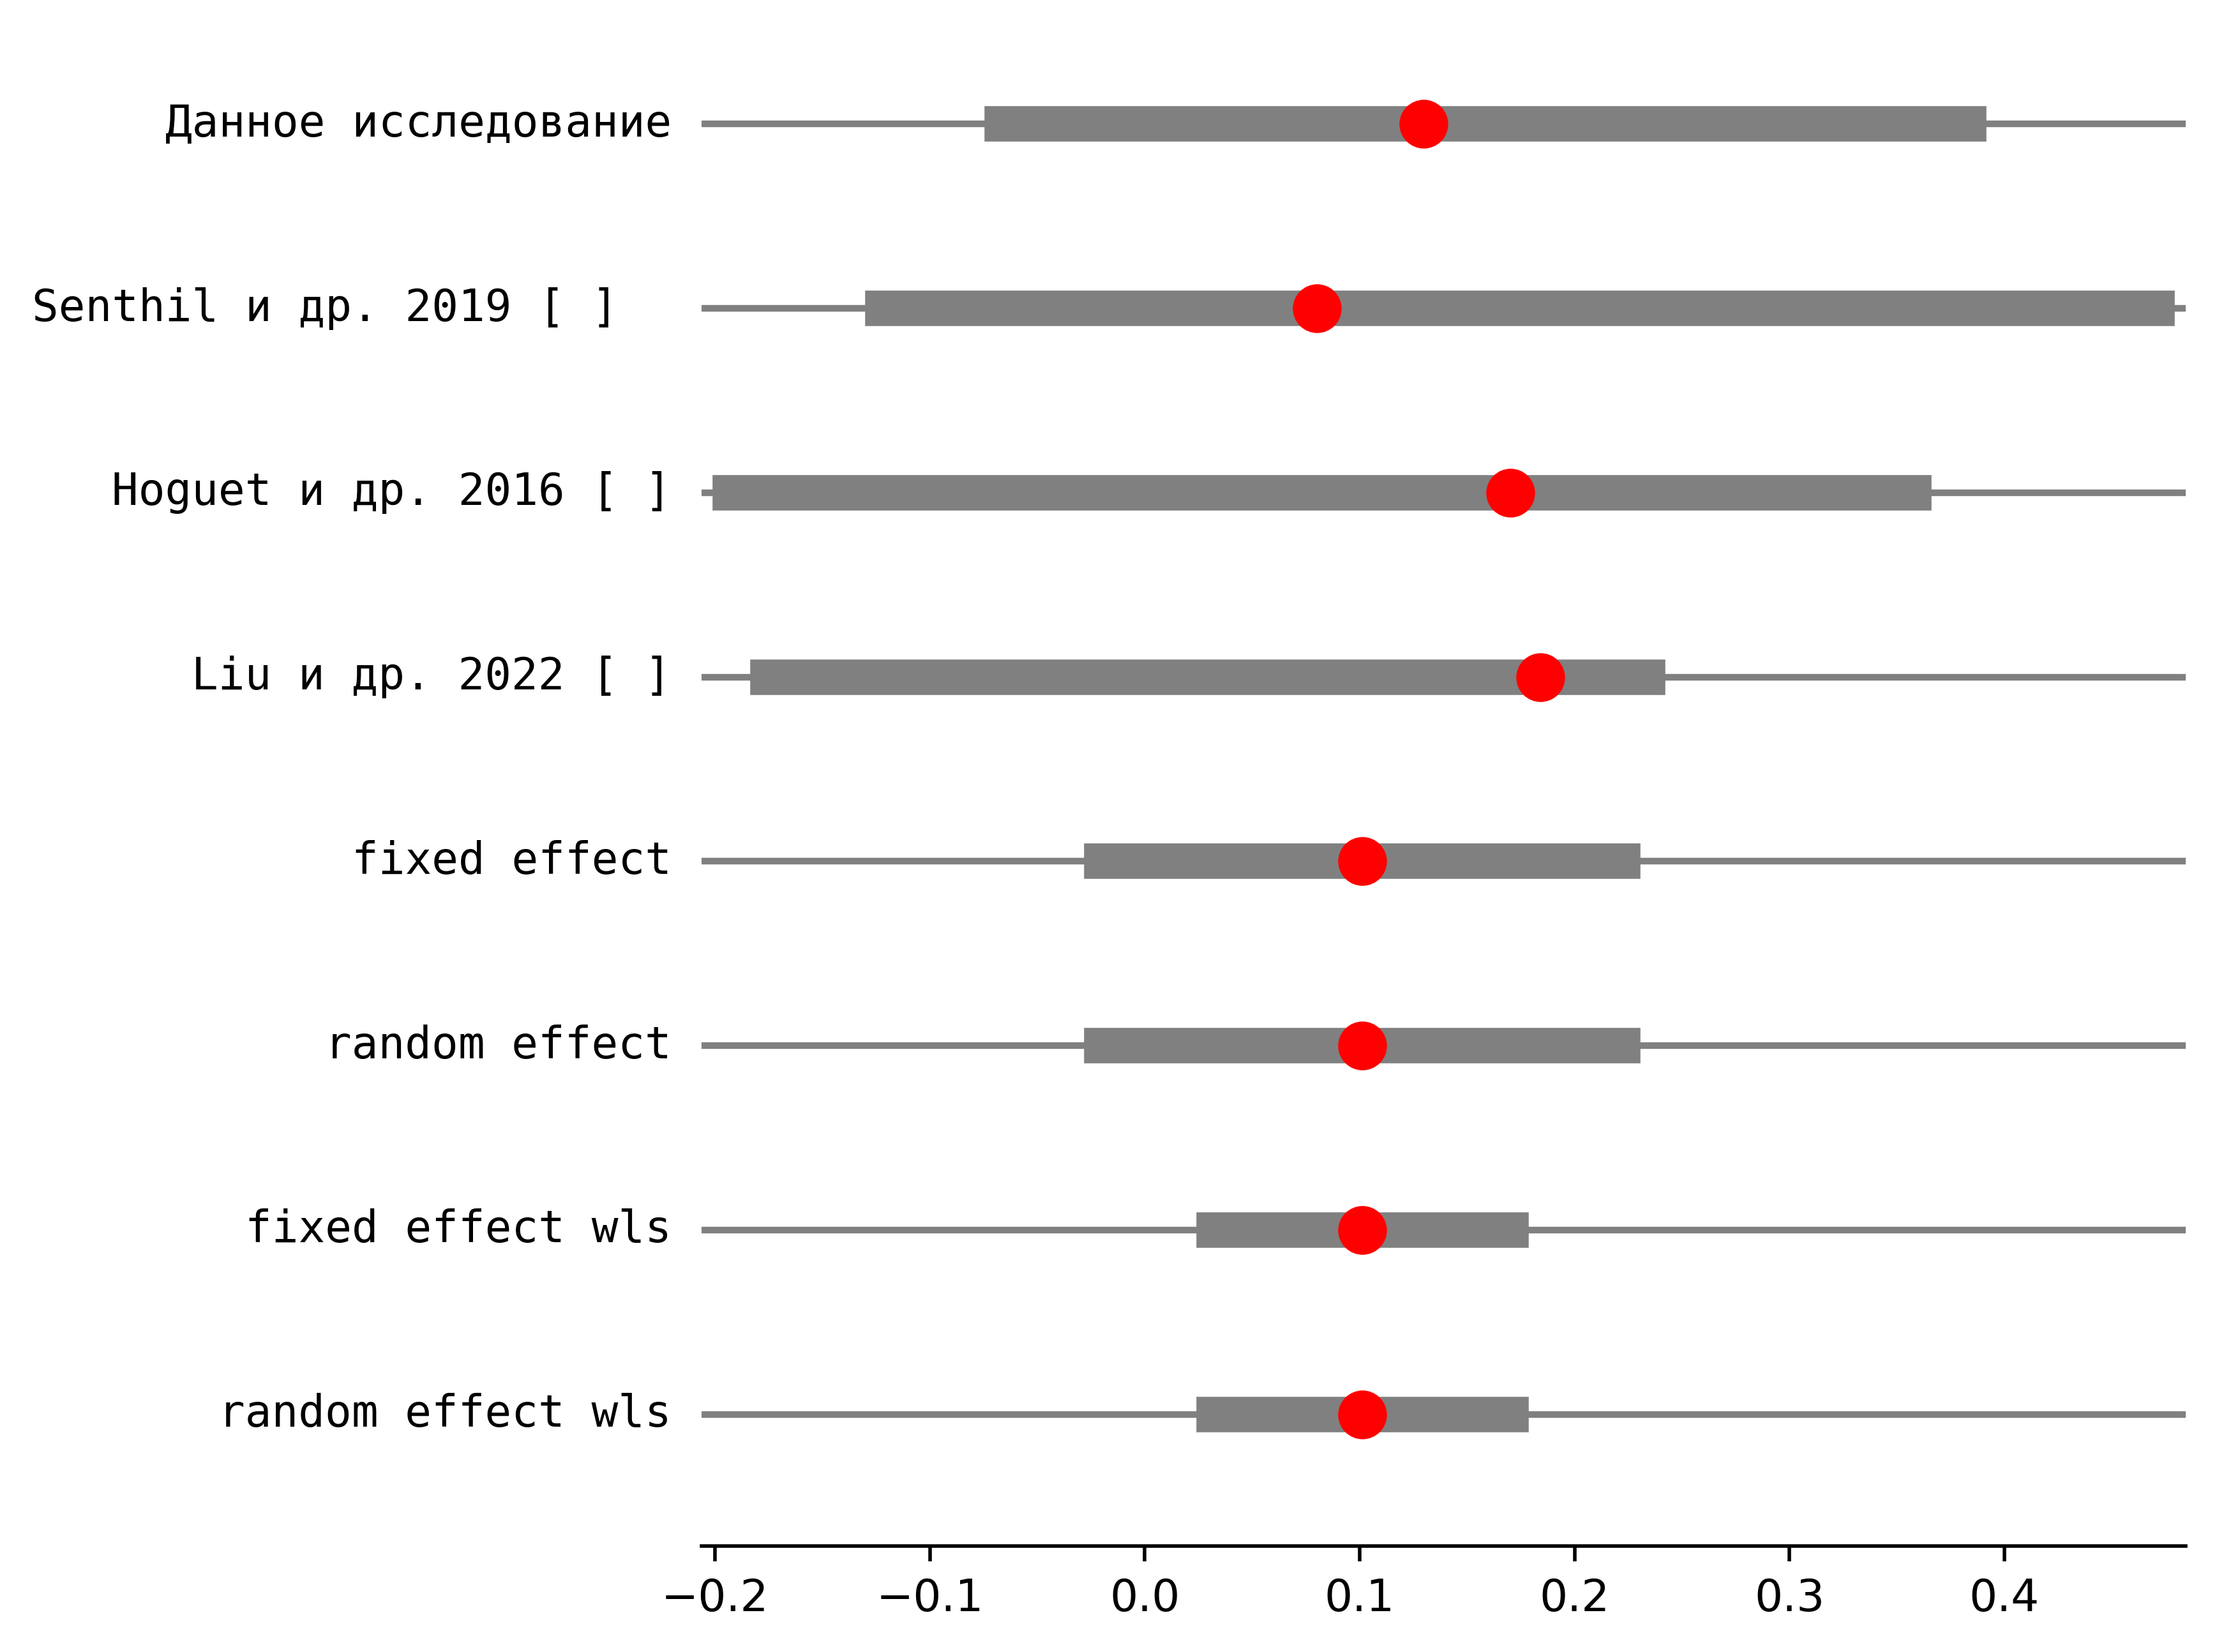 Данное исследование
Senthil и др. 2019 [ ]
Hoguet и др. 2016 [ ]
Liu и др. 2022 [ ]
fixed effect
random effect
fixed effect wls
random effect wls
−0.2 −0.1 0.0 0.1 0.2 0.3 0.4